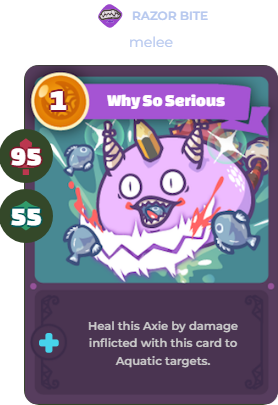 RAZOR BITE
melee
1
Why So Serious
95
55
Heal this Axie by damage
inflicted with this card to
Aquatic targets.